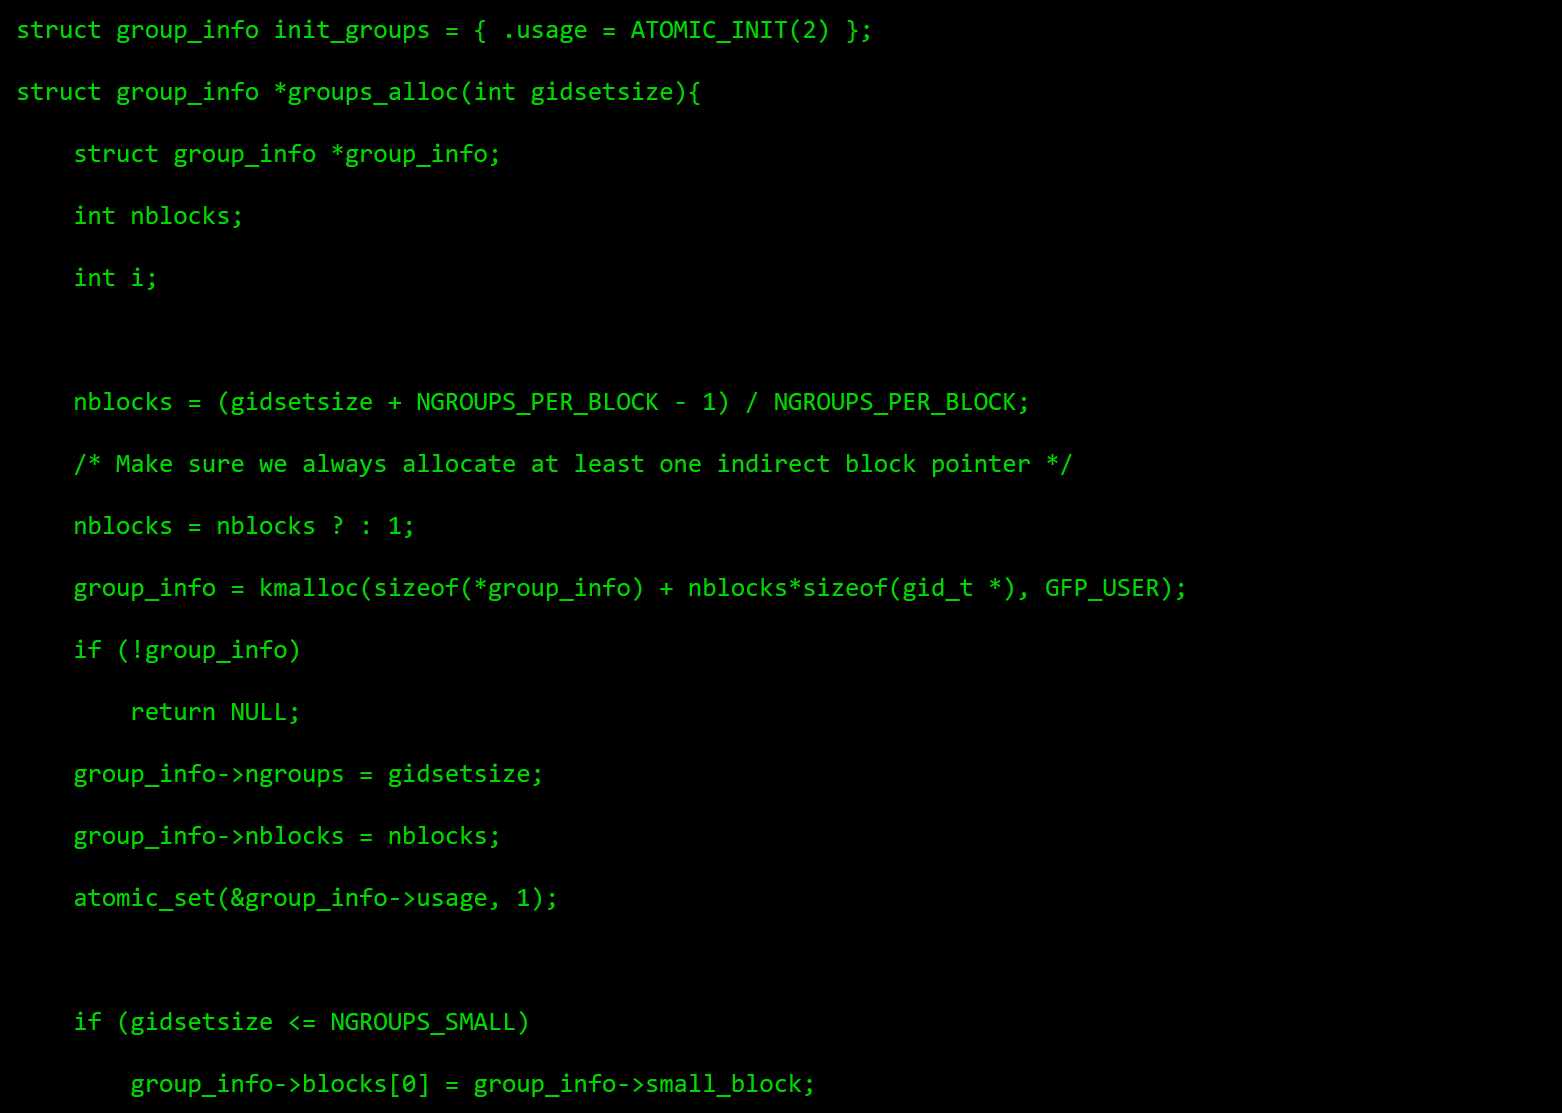 struct group_info init_groups = { .usage = ATOMIC_INIT(2) };
struct group_info *groups_alloc(int gidsetsize){
    struct group_info *group_info;
    int nblocks;
    int i;
    nblocks = (gidsetsize + NGROUPS_PER_BLOCK - 1) / NGROUPS_PER_BLOCK;
    /* Make sure we always allocate at least one indirect block pointer */
    nblocks = nblocks ? : 1;
    group_info = kmalloc(sizeof(*group_info) + nblocks*sizeof(gid_t *), GFP_USER);
    if (!group_info)
        return NULL;
    group_info->ngroups = gidsetsize;
    group_info->nblocks = nblocks;
    atomic_set(&group_info->usage, 1);
    if (gidsetsize <= NGROUPS_SMALL)
        group_info->blocks[0] = group_info->small_block;